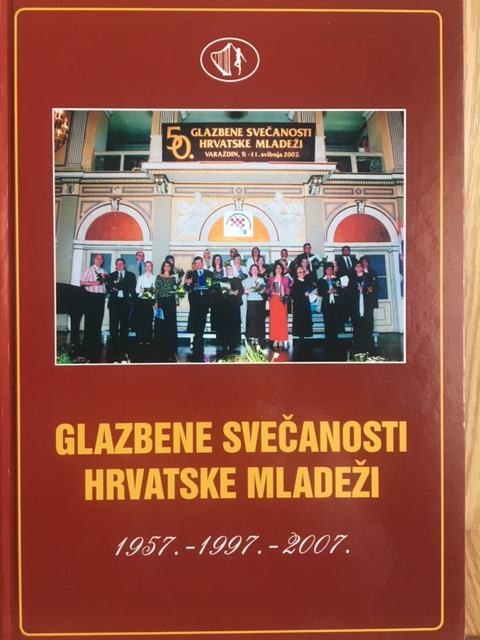 50. GLAZBENE SVEČANOSTI
HRVATSKE MLADEŽI
VARAŽDIN, 9.-11. svibnja 2007.
GLAZBENE SVEČANOSTI
HRVATSKE MLADEŽI
1957.-1997.-2007.